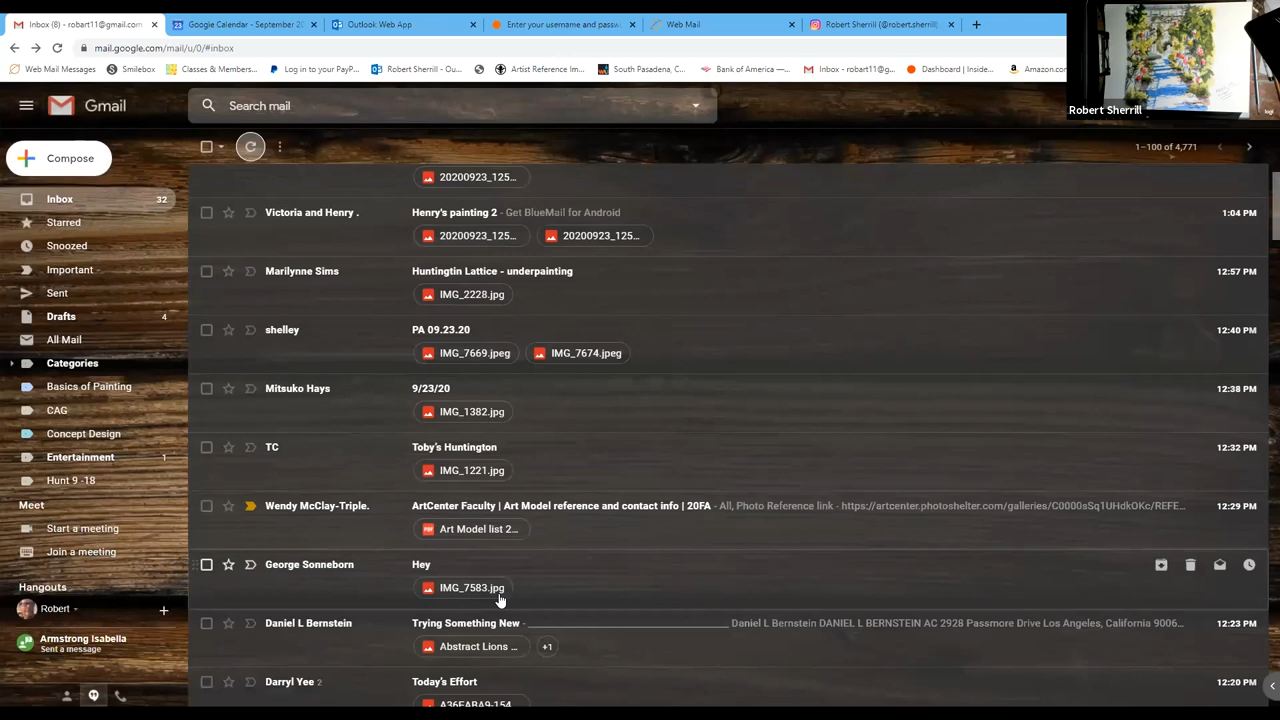 Inbox (8) - robart11@gmail.com
Google Calendar - September 20
Outlook Web App
Enter your username and passw
Web Mail
Robert Sherrill (@robert.sherrill)
mail.google.com/mail/u/0/#inbox
Web Mail Messages
Smilebox
Classes & Members...
Log in to your PayP...
Robert Sherrill - Ou...
Artist Reference Im...
South Pasadena, C...
Bank of America —...
Inbox - robart11@g...
Dashboard | Inside...
Amazon.com
Robert Sherrill
Gmail
Search mail
Compose
1–100 of 4,771
Inbox 32
Starred
Snoozed
Important
Sent
Drafts 4
All Mail
Categories
Basics of Painting
CAG
Concept Design
Entertainment 1
Hunt 9 -18
Meet
Start a meeting
Join a meeting
Hangouts
Robert
Armstrong Isabella
Sent a message
20200923_125...
Victoria and Henry . Henry's painting 2 - Get BlueMail for Android 1:04 PM
20200923_125... 20200923_125...
Marilynne Sims Huntingtin Lattice - underpainting 12:57 PM
IMG_2228.jpg
shelley PA 09.23.20 12:40 PM
IMG_7669.jpeg IMG_7674.jpeg
Mitsuko Hays 9/23/20 12:38 PM
IMG_1382.jpg
TC Toby's Huntington 12:32 PM
IMG_1221.jpg
Wendy McClay-Triple. ArtCenter Faculty | Art Model reference and contact info | 20FA - All, Photo Reference link - https://artcenter.photoshelter.com/galleries/C0000sSq1UHdkOKc/REFE... 12:29 PM
PDF Art Model list 2...
George Sonneborn Hey
IMG_7583.jpg
Daniel L Bernstein Trying Something New - ________________________________ Daniel L Bernstein DANIEL L BERNSTEIN AC 2928 Passmore Drive Los Angeles, California 9006... 12:23 PM
Abstract Lions ... +1
Darryl Yee 2 Today's Effort 12:20 PM
A36EABA9-154